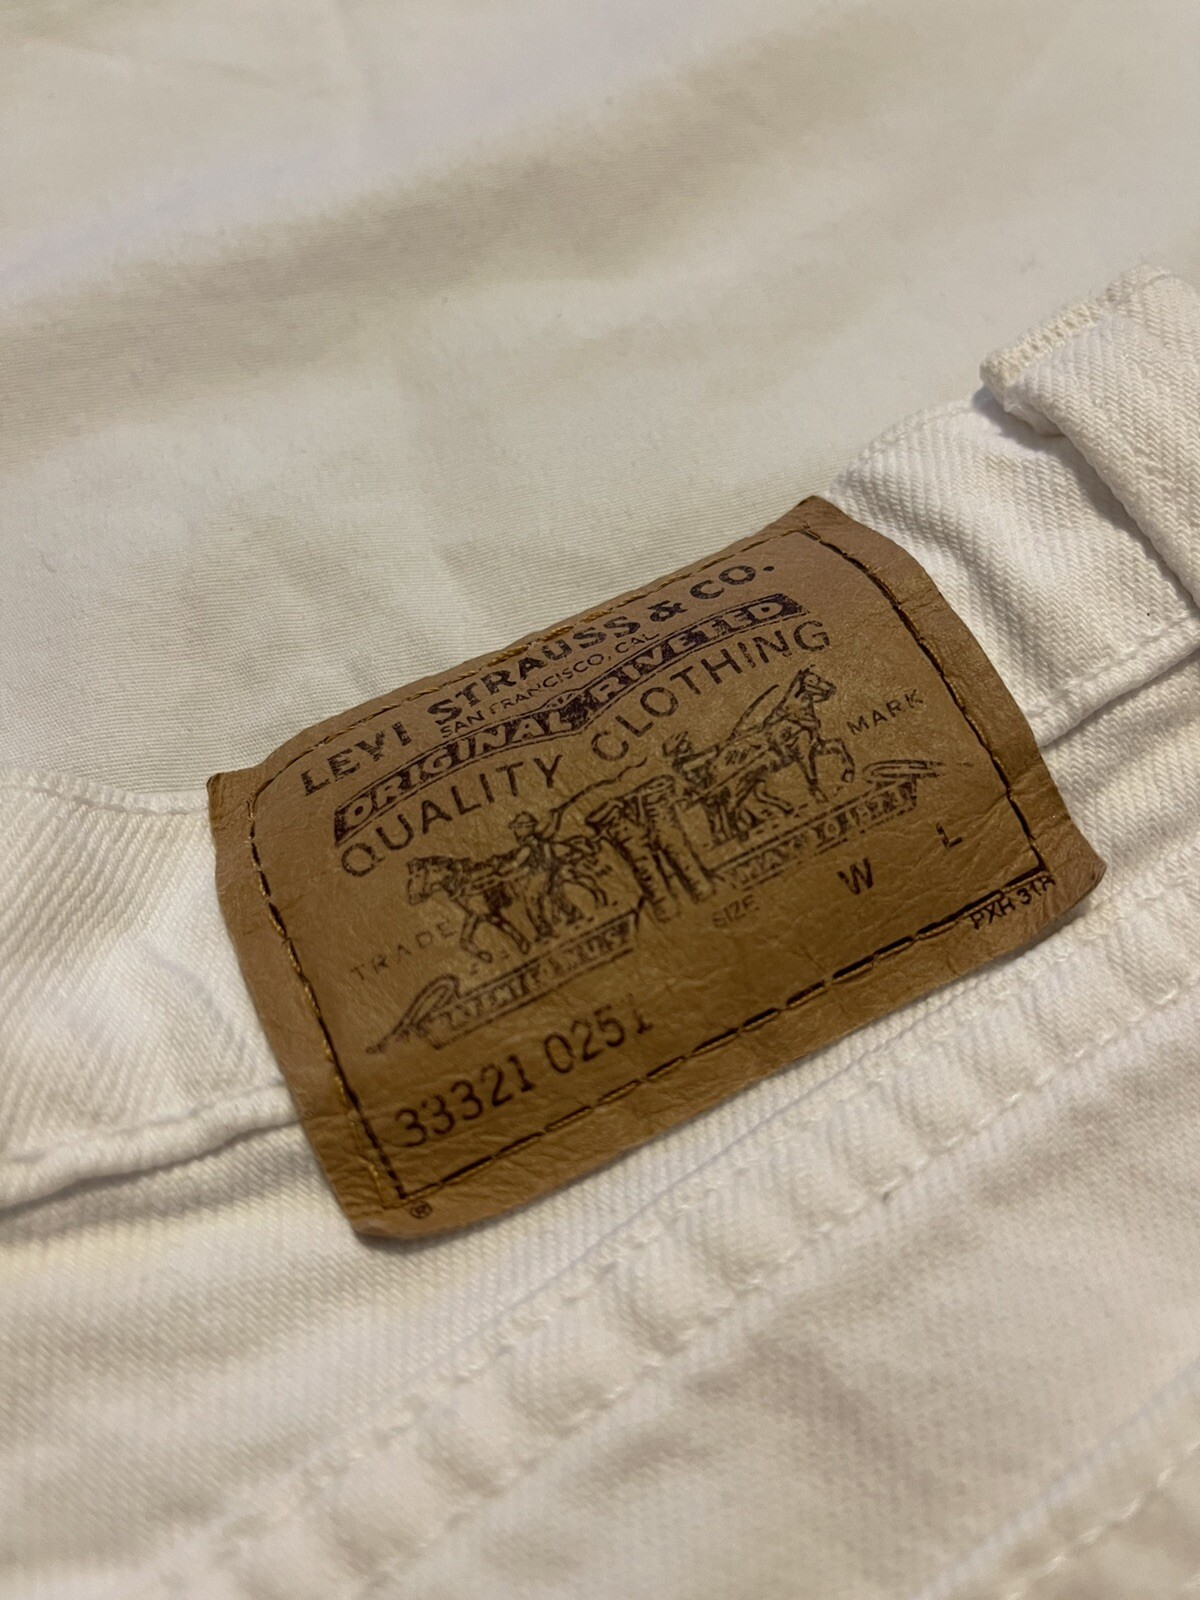 LEVI STRAUSS & CO.
SAN FRANCISCO, CAL
ORIGINAL RIVETED
QUALITY CLOTHING
TRADE MARK
SIZE W L
PXH 31R
33321 0251
®